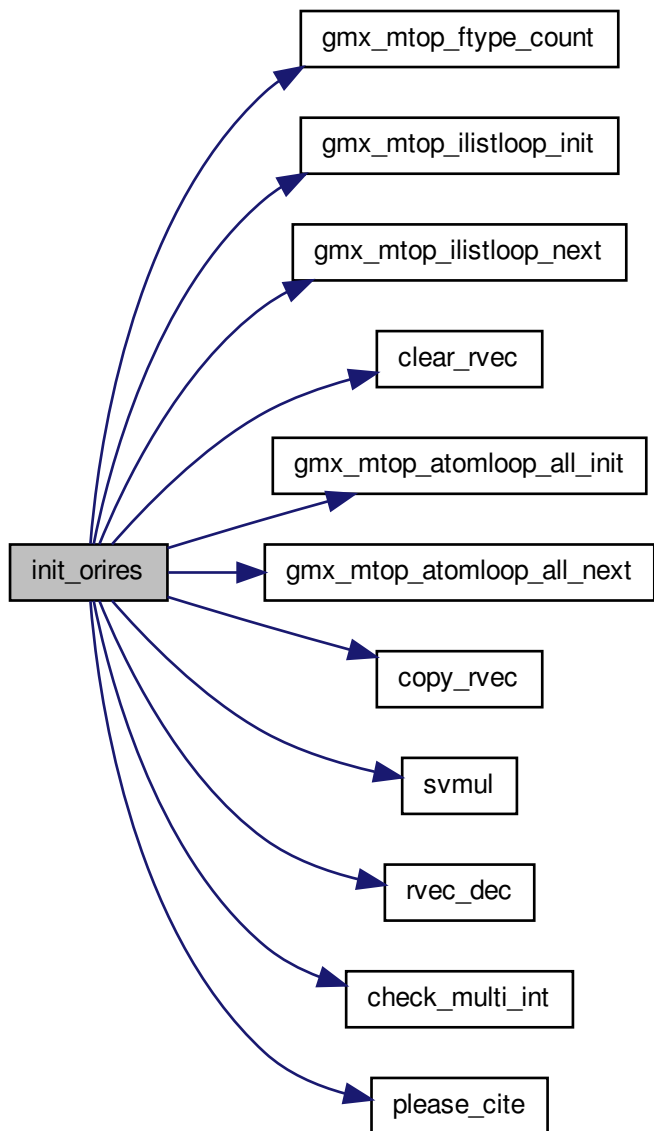 gmx_mtop_ftype_count
gmx_mtop_ilistloop_init
gmx_mtop_ilistloop_next
clear_rvec
gmx_mtop_atomloop_all_init
init_orires
gmx_mtop_atomloop_all_next
copy_rvec
svmul
rvec_dec
check_multi_int
please_cite